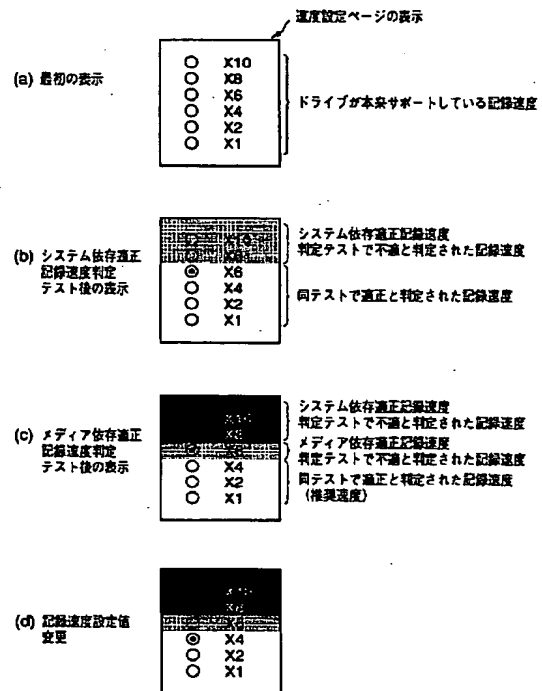 速度設定ページの表示
(a) 最初の表示
X10
X8
X6
X4
X2
X1
ドライブが本来サポートしている記録速度
(b) システム依存適正
記録速度判定
テスト後の表示
X10
X8
X6
X4
X2
X1
システム依存適正記録速度
判定テストで不適と判定された記録速度
同テストで適正と判定された記録速度
(c) メディア依存適正
記録速度判定
テスト後の表示
X4
X2
X1
システム依存適正記録速度
判定テストで不適と判定された記録速度
メディア依存適正記録速度
判定テストで不適と判定された記録速度
同テストで適正と判定された記録速度
(推奨速度)
(d) 記録速度設定値
変更
X4
X2
X1